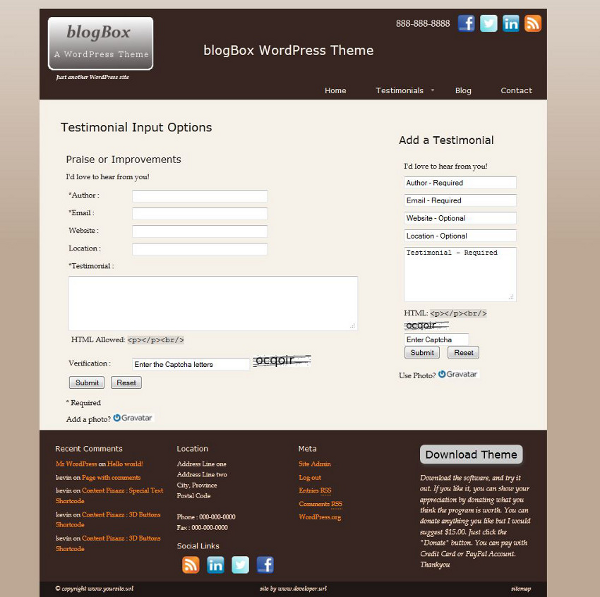 blogBox
A WordPress Theme
Just another WordPress site
888-888-8888
blogBox WordPress Theme
Home Testimonials Blog Contact
Testimonial Input Options
Praise or Improvements
I'd love to hear from you!
*Author :
*Email :
Website :
Location :
*Testimonial :
HTML Allowed: <p></p><br/>
Verification : Enter the Captcha letters ocqoir
Submit Reset
* Required
Add a photo? Gravatar
Add a Testimonial
I'd love to hear from you!
Author - Required
Email - Required
Website - Optional
Location - Optional
Testimonial - Required
HTML: <p></p><br/>
ocqoir
Enter Captcha
Submit Reset
Use Photo? Gravatar
Recent Comments
Mr WordPress on Hello world!
kevin on Page with comments
kevin on Content Pizazz : Special Text
Shortcode
kevin on Content Pizazz : 3D Buttons
Shortcode
kevin on Content Pizazz : 3D Buttons
Shortcode
Location
Address Line one
Address Line two
City, Province
Postal Code
Phone : 000-000-0000
Fax : 000-000-0000
Social Links
Meta
Site Admin
Log out
Entries RSS
Comments RSS
WordPress.org
Download Theme
Download the software, and try it
out. If you like it, you can show your
appreciation by donating what you
think the program is worth. You can
donate anything you like but I would
suggest $15.00. Just click the
"Donate" button. You can pay with
Credit Card or PayPal Account.
Thankyou
© copyright www.yoursite.url site by www.developer.url sitemap